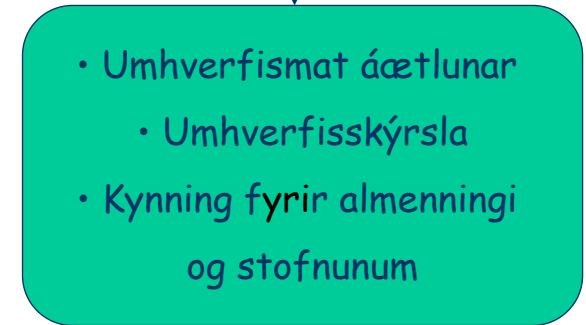 • Umhverfismat áætlunar
• Umhverfisskýrsla
• Kynning fyrir almenningi
og stofnunum